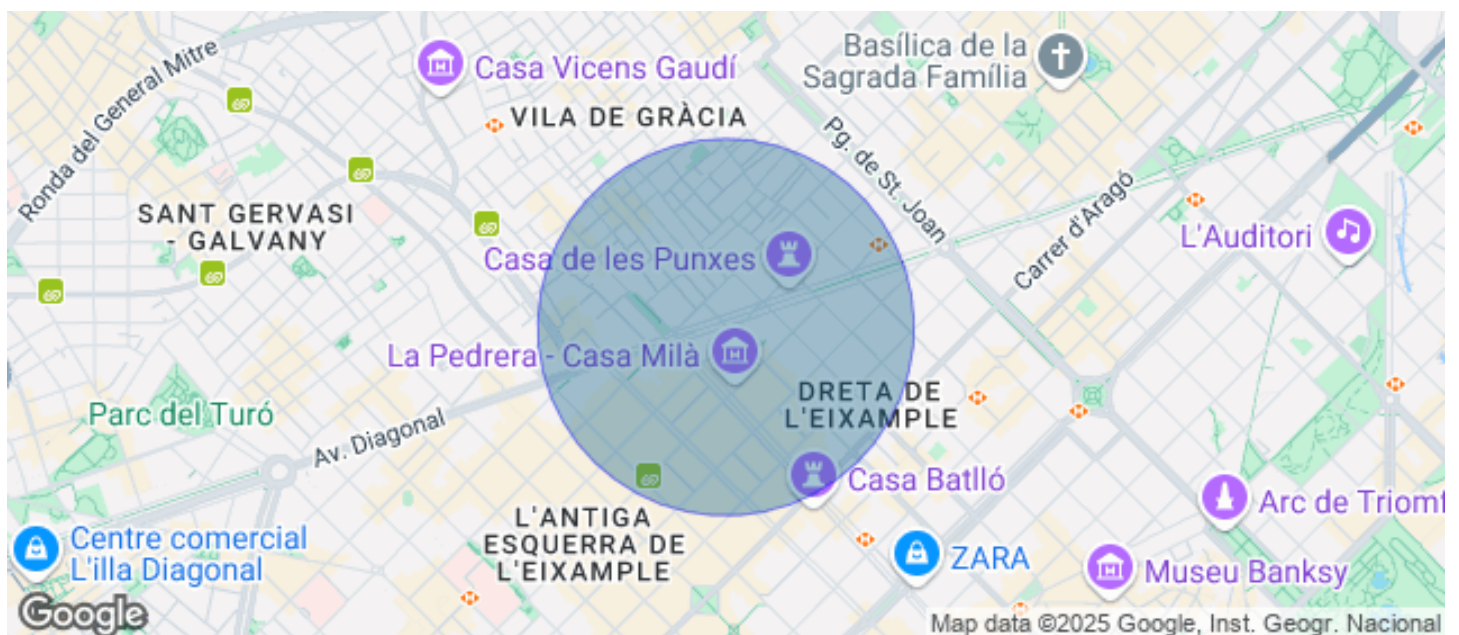 Ronda del General Mitre
Casa Vicens Gaudí
VILA DE GRÀCIA
Basílica de la
Sagrada Família
Pg. de St. Joan
SANT GERVASI
- GALVANY
Casa de les Punxes
Carrer d'Aragó
L'Auditori
La Pedrera - Casa Milà
DRETA DE
L'EIXAMPLE
Parc del Turó
Av. Diagonal
Casa Batlló
Arc de Triomf
L'ANTIGA
ESQUERRA DE
L'EIXAMPLE
Centre comercial
L'illa Diagonal
ZARA
Museu Banksy
Google
Map data ©2025 Google, Inst. Geogr. Nacional